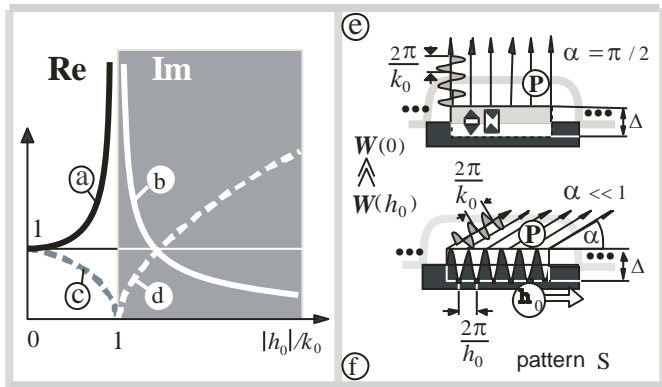 Re Im
a
b
1
c
d
0 1 |h₀|/k₀
e
2π
k₀
α = π / 2
P
Δ
W(0)
W(h₀)
2π
k₀
α << 1
P
α
Δ
h₀
2π
h₀
f
pattern S